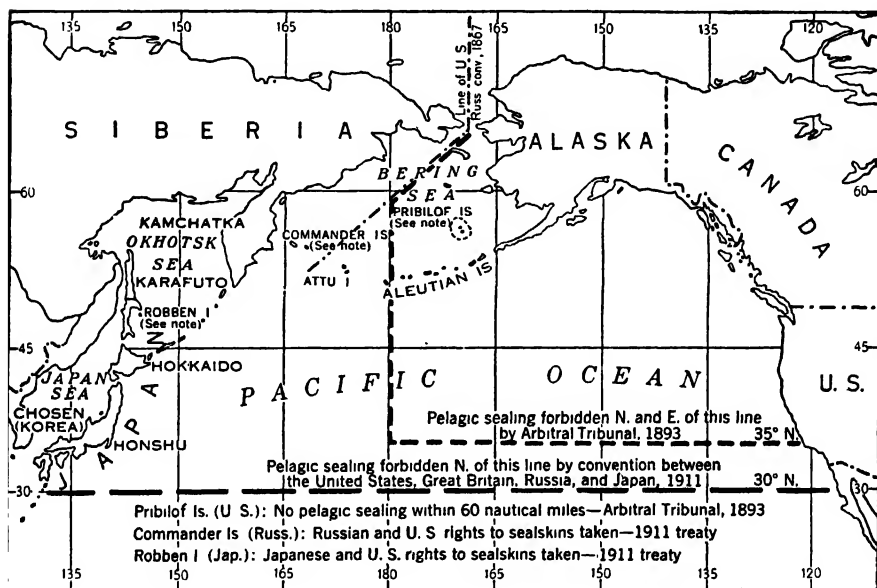 135 150 165 180 165 150 135 120
Line of U. S.
Russ conv, 1867
SIBERIA
ALASKA
CANADA
BERING
SEA
60
60
PRIBILOF IS
(See note)
KAMCHATKA
OKHOTSK
SEA
COMMANDER IS
(See note)
KARAFUTO
ATTU I
ALEUTIAN IS
ROBBEN I
(See note)
45
45
HOKKAIDO
JAPAN
SEA
PACIFIC OCEAN
U. S.
CHOSEN
(KOREA)
JAPAN
HONSHU
Pelagic sealing forbidden N. and E. of this line
by Arbitral Tribunal, 1893
35° N.
Pelagic sealing forbidden N. of this line by convention between
the United States, Great Britain, Russia, and Japan, 1911
30° N.
30
30
Pribilof Is. (U S.): No pelagic sealing within 60 nautical miles—Arbitral Tribunal, 1893
Commander Is (Russ.): Russian and U. S rights to sealskins taken—1911 treaty
Robben I (Jap.): Japanese and U. S. rights to sealskins taken—1911 treaty
135 150 165 180 165 150 135 120